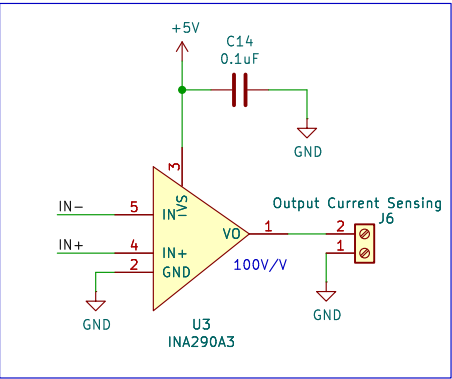 +5V
C14
0.1uF
GND
3
IN-
5
IN-
VS
Output Current Sensing
J6
VO
1
2
1
IN+
4
IN+
2
GND
100V/V
GND
GND
U3
INA290A3